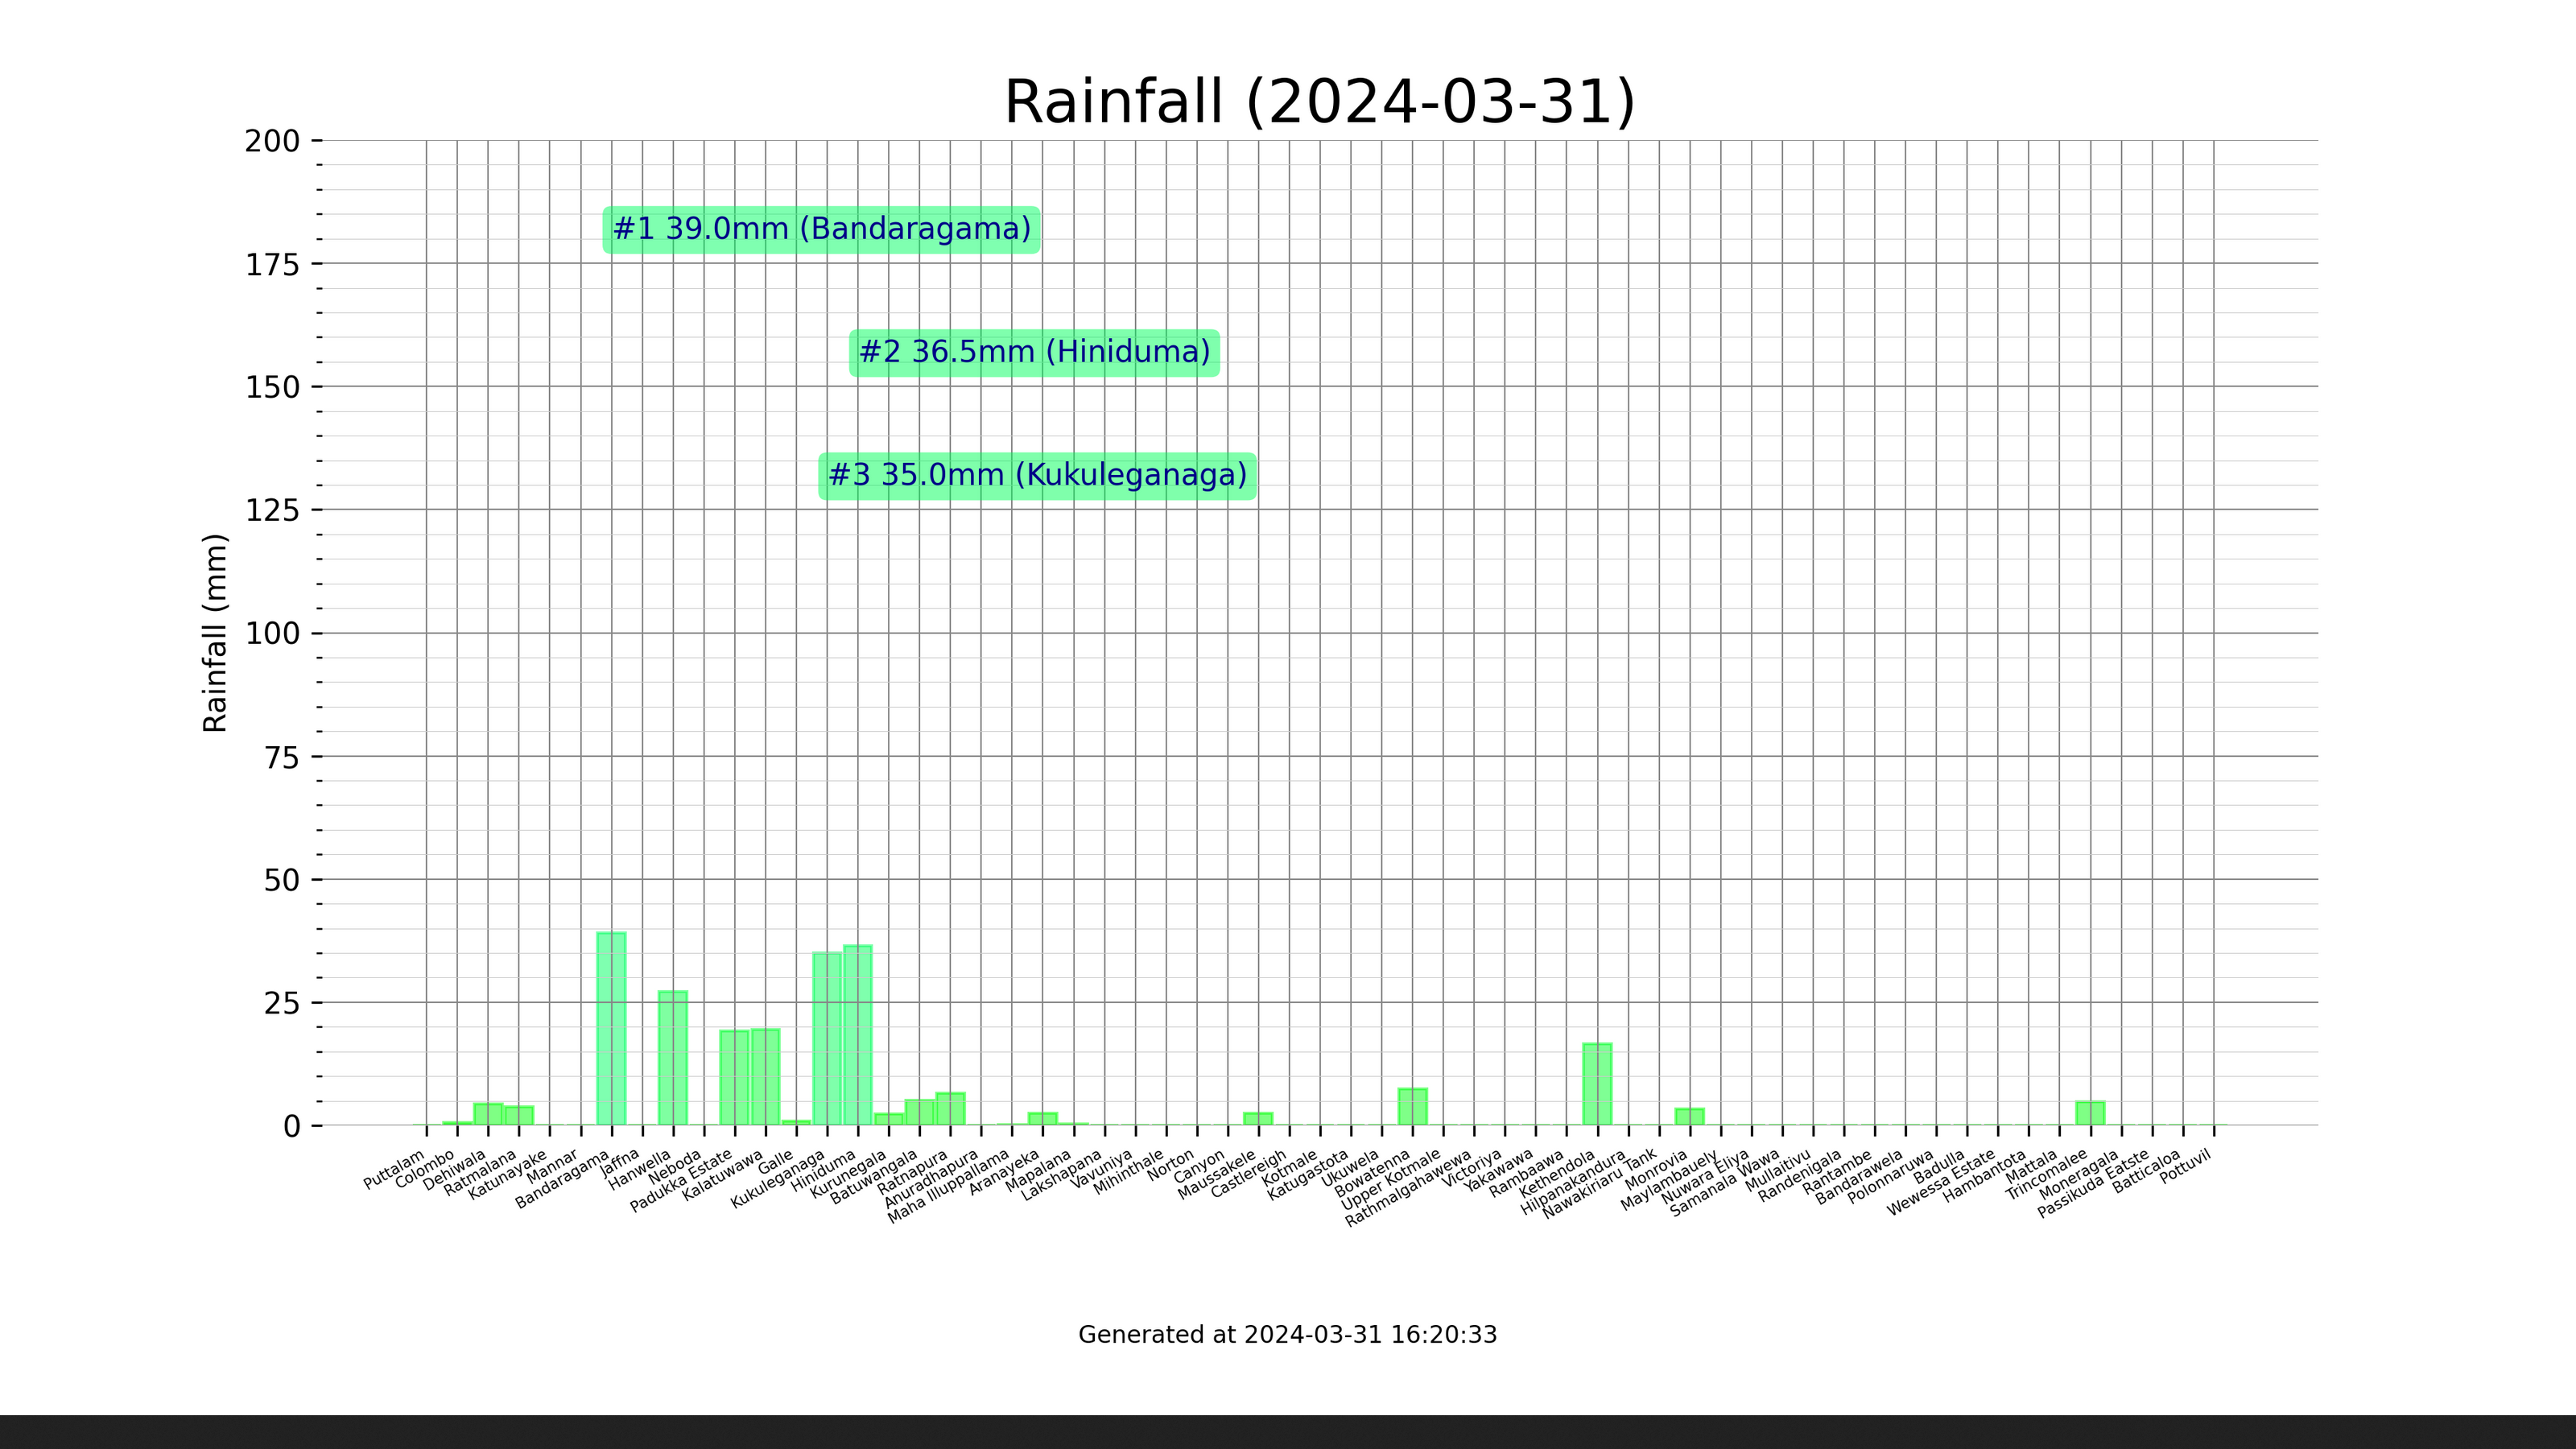 Rainfall (2024-03-31)
200
175
150
125
100
75
50
25
0
Rainfall (mm)
#1 39.0mm (Bandaragama)
#2 36.5mm (Hiniduma)
#3 35.0mm (Kukuleganaga)
Puttalam
Colombo
Dehiwala
Ratmalana
Katunayake
Mannar
Bandaragama
Jaffna
Hanwella
Neboda
Padukka Estate
Kalatuwawa
Galle
Kukuleganaga
Hiniduma
Kurunegala
Batuwangala
Ratnapura
Anuradhapura
Maha Illuppallama
Aranayeka
Mapalana
Lakshapana
Vavuniya
Mihinthale
Norton
Canyon
Maussakele
Castlereigh
Kotmale
Katugastota
Ukuwela
Bowatenna
Upper Kotmale
Rathmalgahawewa
Victoriya
Yakawawa
Rambaawa
Kethendola
Hilpanakandura
Nawakiriaru Tank
Monrovia
Maylambauely
Nuwara Eliya
Samanala Wawa
Mullaitivu
Randenigala
Rantambe
Bandarawela
Polonnaruwa
Badulla
Wewessa Estate
Hambantota
Mattala
Trincomalee
Moneragala
Passikuda Eatste
Batticaloa
Pottuvil
Generated at 2024-03-31 16:20:33